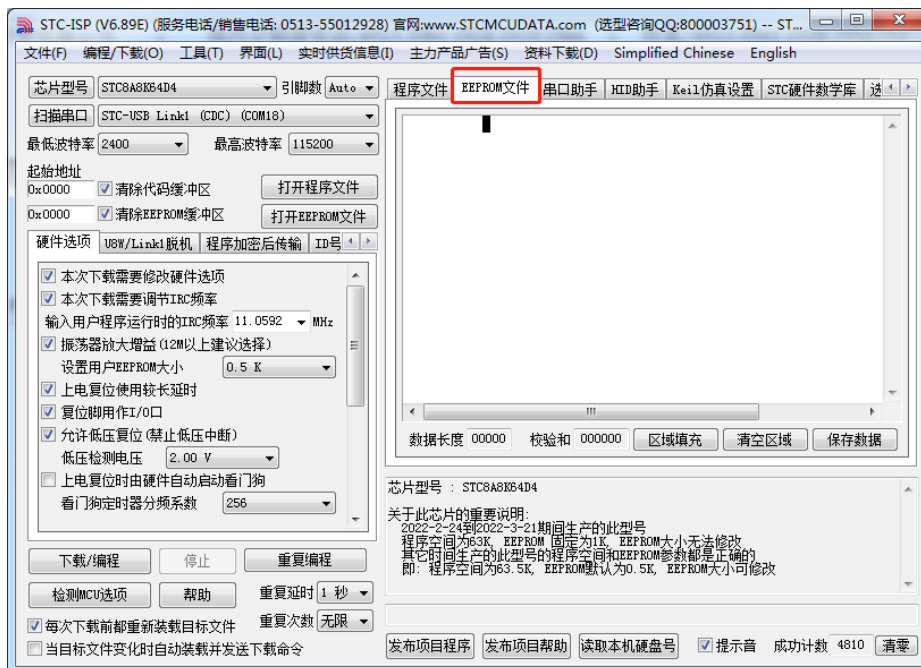 STC-ISP (V6.89E) (服务电话/销售电话: 0513-55012928) 官网:www.STCMCUDATA.com (选型咨询QQ:800003751) -- ST...
文件(F) 编程/下载(O) 工具(T) 界面(L) 实时供货信息(I) 主力产品广告(S) 资料下载(D) Simplified Chinese English
芯片型号 STC8A8K64D4 引脚数 Auto
扫描串口 STC-USB Link1 (CDC) (COM18)
最低波特率 2400 最高波特率 115200
起始地址
0x0000 清除代码缓冲区 打开程序文件
0x0000 清除EEPROM缓冲区 打开EEPROM文件
硬件选项 U8W/Link1脱机 程序加密后传输 ID号
本次下载需要修改硬件选项
本次下载需要调节IRC频率
输入用户程序运行时的IRC频率 11.0592 MHz
振荡器放大增益(12M以上建议选择)
设置用户EEPROM大小 0.5 K
上电复位使用较长延时
复位脚用作I/O口
允许低压复位(禁止低压中断)
低压检测电压 2.00 V
上电复位时由硬件自动启动看门狗
看门狗定时器分频系数 256
下载/编程 停止 重复编程
检测MCU选项 帮助 重复延时 1 秒
每次下载前都重新装载目标文件 重复次数 无限
当目标文件变化时自动装载并发送下载命令
程序文件 EEPROM文件 串口助手 HID助手 Keil仿真设置 STC硬件数学库 选
数据长度 00000 校验和 000000 区域填充 清空区域 保存数据
芯片型号 : STC8A8K64D4
关于此芯片的重要说明:
2022-2-24到2022-3-21期间生产的此型号
程序空间为63K, EEPROM 固定为1K, EEPROM大小无法修改
其它时间生产的此型号的程序空间和EEPROM参数都是正确的
即: 程序空间为63.5K, EEPROM默认为0.5K, EEPROM大小可修改
发布项目程序 发布项目帮助 读取本机硬盘号 提示音 成功计数 4810 清零